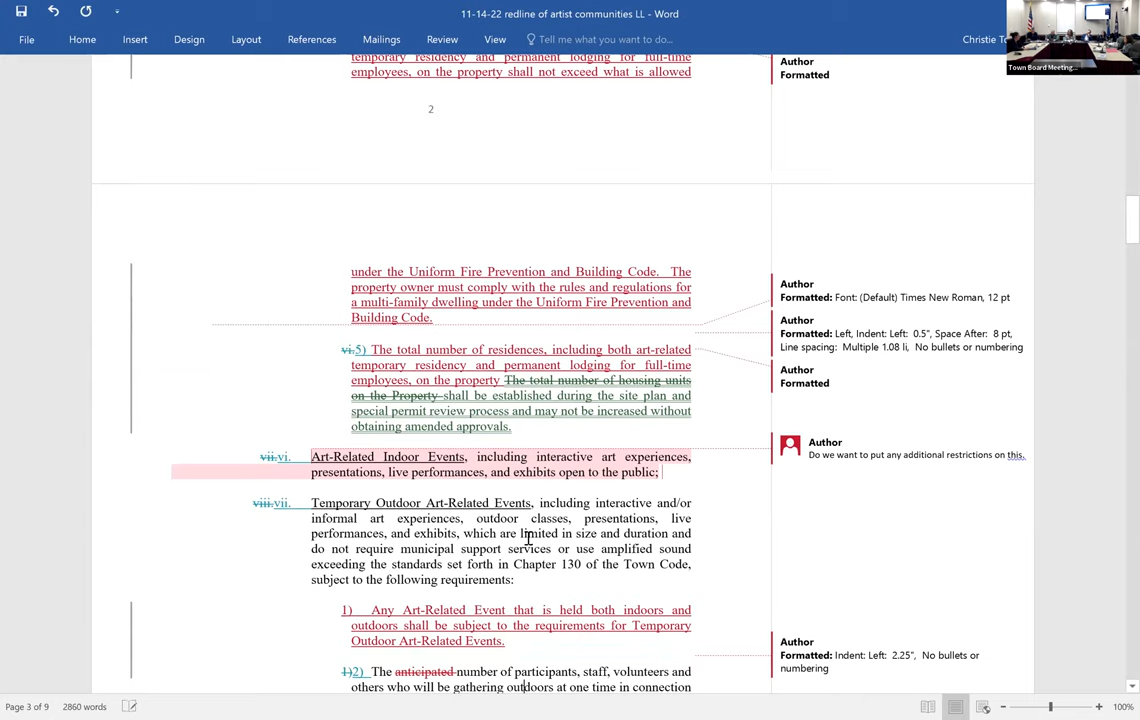 11-14-22 redline of artist communities LL - Word
File Home Insert Design Layout References Mailings Review View Tell me what you want to do... Christie To
Town Board Meeting...
temporary residency and permanent lodging for full-time
employees, on the property shall not exceed what is allowed
Author
Formatted
2
under the Uniform Fire Prevention and Building Code. The
property owner must comply with the rules and regulations for
a multi-family dwelling under the Uniform Fire Prevention and
Building Code.
Author
Formatted: Font: (Default) Times New Roman, 12 pt
Author
Formatted: Left, Indent: Left: 0.5", Space After: 8 pt,
Line spacing: Multiple 1.08 li, No bullets or numbering
Author
Formatted
vi.5) The total number of residences, including both art-related
temporary residency and permanent lodging for full-time
employees, on the property The total number of housing units
on the Property shall be established during the site plan and
special permit review process and may not be increased without
obtaining amended approvals.
vii.vi. Art-Related Indoor Events, including interactive art experiences,
presentations, live performances, and exhibits open to the public;
Author
Do we want to put any additional restrictions on this.
viii.vii. Temporary Outdoor Art-Related Events, including interactive and/or
informal art experiences, outdoor classes, presentations, live
performances, and exhibits, which are limited in size and duration and
do not require municipal support services or use amplified sound
exceeding the standards set forth in Chapter 130 of the Town Code,
subject to the following requirements:
1) Any Art-Related Event that is held both indoors and
outdoors shall be subject to the requirements for Temporary
Outdoor Art-Related Events.
Author
Formatted: Indent: Left: 2.25", No bullets or
numbering
1)2) The anticipated number of participants, staff, volunteers and
others who will be gathering outdoors at one time in connection
Page 3 of 9 2860 words 100%